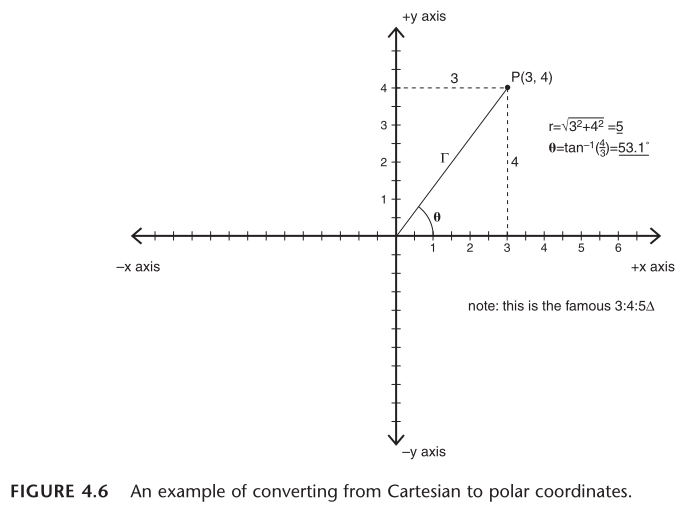 +y axis
P(3, 4)
3
4
r=√3²+4² =5
3
θ=tan⁻¹(4/3)=53.1°
Γ
4
2
1
θ
1 2 3 4 5 6
–x axis
+x axis
note: this is the famous 3:4:5Δ
–y axis
FIGURE 4.6 An example of converting from Cartesian to polar coordinates.